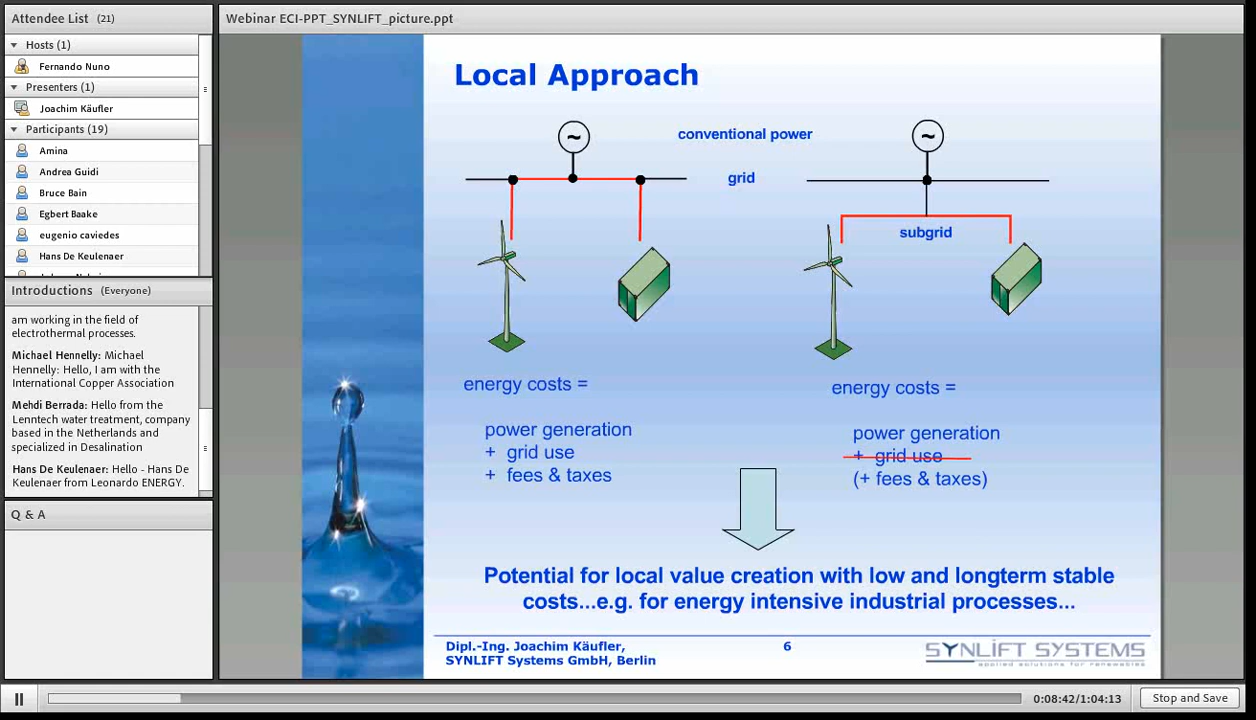 Attendee List (21)
Hosts (1)
Fernando Nuno
Presenters (1)
Joachim Käufler
Participants (19)
Amina
Andrea Guidi
Bruce Bain
Egbert Baake
eugenio caviedes
Hans De Keulenaer
Introductions (Everyone)
am working in the field of
electrothermal processes.
Michael Hennelly: Michael
Hennelly: Hello, I am with the
International Copper Association
Mehdi Berrada: Hello from the
Lenntech water treatment, company
based in the Netherlands and
specialized in Desalination
Hans De Keulenaer: Hello - Hans De
Keulenaer from Leonardo ENERGY.
Q & A
Webinar ECI-PPT_SYNLIFT_picture.ppt
Local Approach
~
conventional power
~
grid
subgrid
energy costs =
power generation
+ grid use
+ fees & taxes
energy costs =
power generation
+ grid use
(+ fees & taxes)
Potential for local value creation with low and longterm stable
costs...e.g. for energy intensive industrial processes...
Dipl.-Ing. Joachim Käufler,
SYNLIFT Systems GmbH, Berlin
6
SYNLIFT SYSTEMS
applied solutions for renewables
0:08:42/1:04:13
Stop and Save